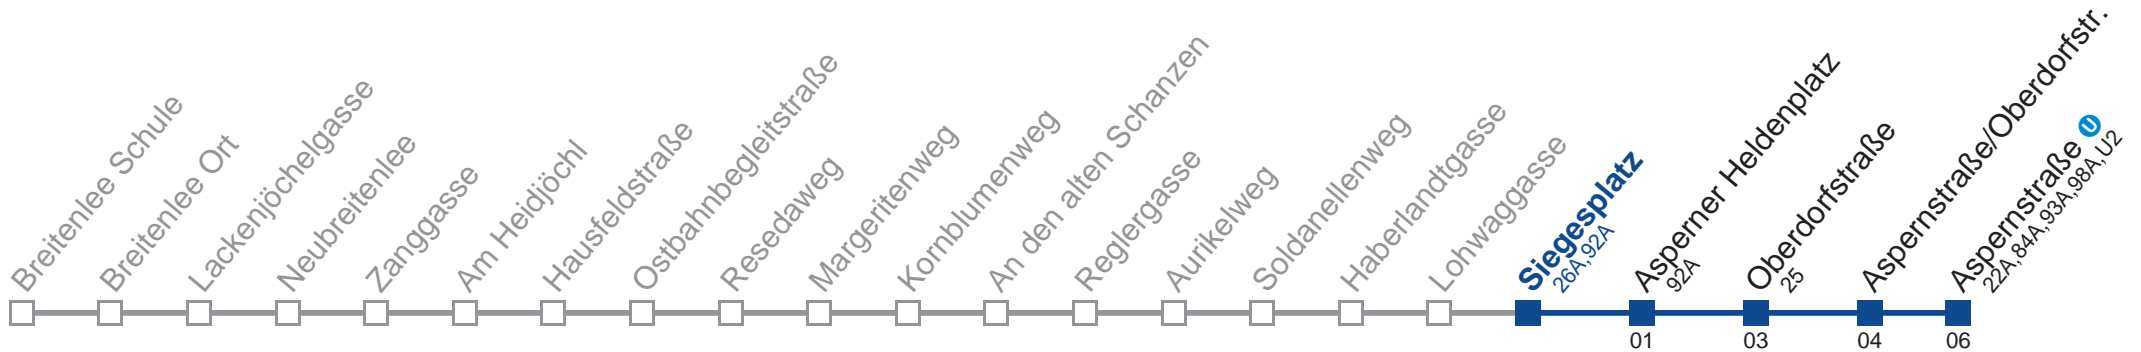 Breitenlee Schule
Breitenlee Ort
Lackenjöchelgasse
Neubreitenlee
Zanggasse
Am Heidjöchl
Hausfeldstraße
Ostbahnbegleitstraße
Resedaweg
Margeritenweg
Kornblumenweg
An den alten Schanzen
Reglergasse
Aurikelweg
Soldanellenweg
Haberlandtgasse
Lohwaggasse
Siegesplatz
26A,92A
Asperner Heldenplatz
92A
Oberdorfstraße
25
Aspernstraße/Oberdorfstr.
Aspernstraße U
22A,84A,93A,98A,U2
01 03 04 06